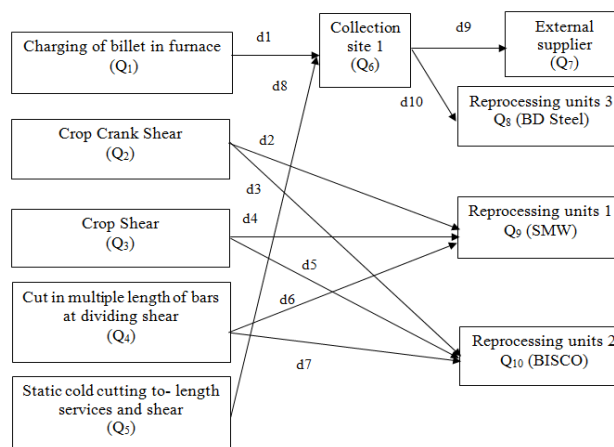 Charging of billet in furnace
(Q1)
d1
Collection
site 1
(Q6)
d9
External
supplier
(Q7)
d8
d10
Reprocessing units 3
Q8 (BD Steel)
Crop Crank Shear
(Q2)
d2
d3
Crop Shear
(Q3)
d4
Reprocessing units 1
Q9 (SMW)
d5
Cut in multiple length of bars
at dividing shear
(Q4)
d6
d7
Reprocessing units 2
Q10 (BISCO)
Static cold cutting to- length
services and shear
(Q5)